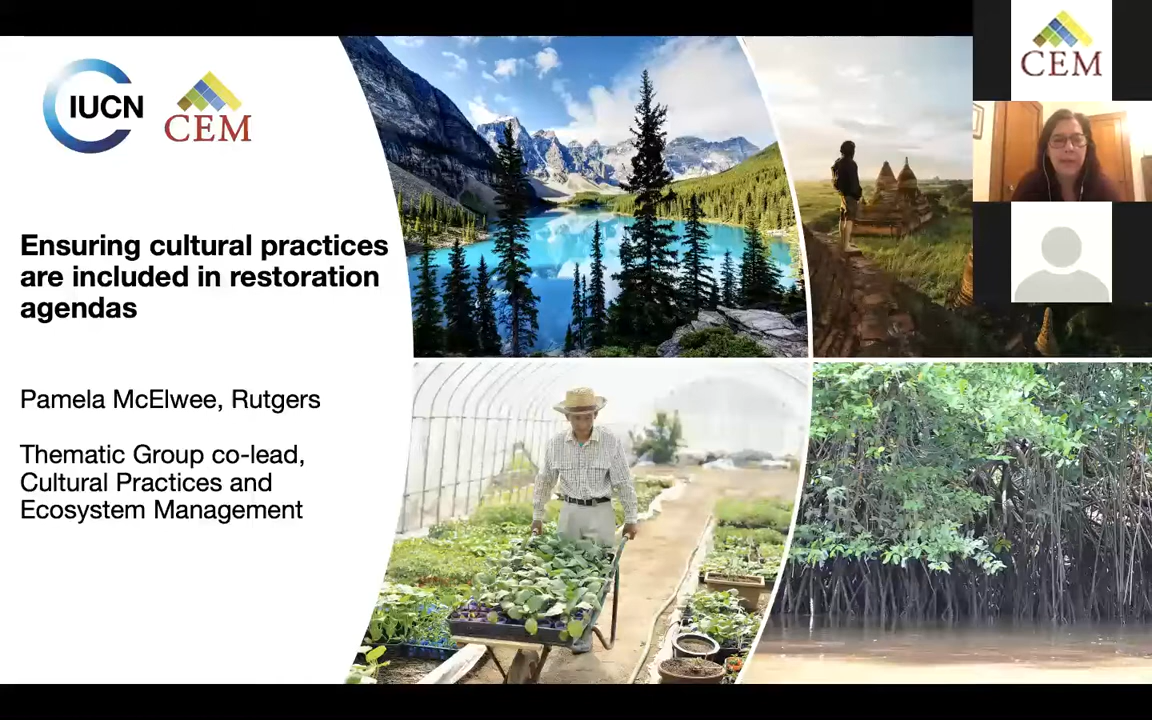 IUCN
CEM
Ensuring cultural practices
are included in restoration
agendas
Pamela McElwee, Rutgers
Thematic Group co-lead,
Cultural Practices and
Ecosystem Management
CEM